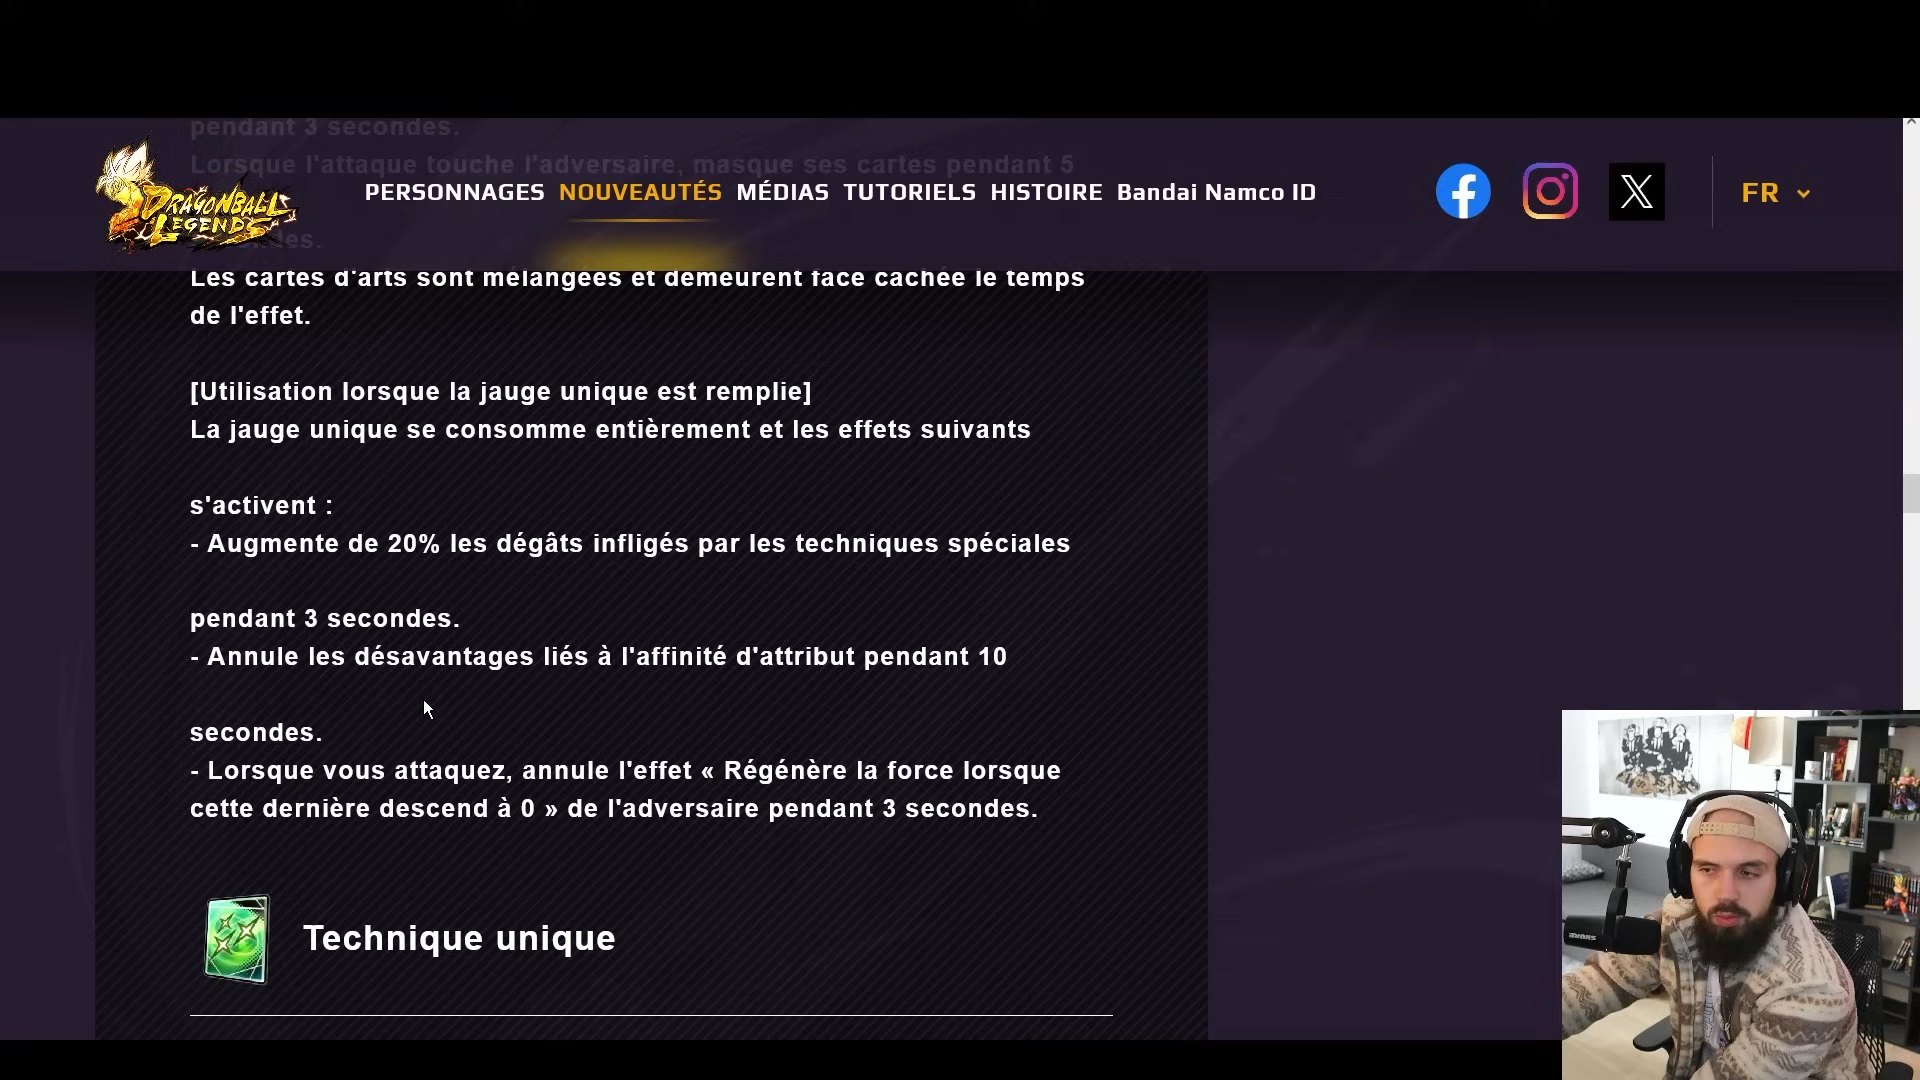 pendant 3 secondes.
Lorsque l'attaque touche l'adversaire, masque ses cartes pendant 5
DRAGONBALL
LEGENDS
PERSONNAGES NOUVEAUTÉS MÉDIAS TUTORIELS HISTOIRE Bandai Namco ID
FR
Les cartes d'arts sont mélangées et demeurent face cachée le temps
de l'effet.
[Utilisation lorsque la jauge unique est remplie]
La jauge unique se consomme entièrement et les effets suivants
s'activent :
- Augmente de 20% les dégâts infligés par les techniques spéciales
pendant 3 secondes.
- Annule les désavantages liés à l'affinité d'attribut pendant 10
secondes.
- Lorsque vous attaquez, annule l'effet « Régénère la force lorsque
cette dernière descend à 0 » de l'adversaire pendant 3 secondes.
Technique unique